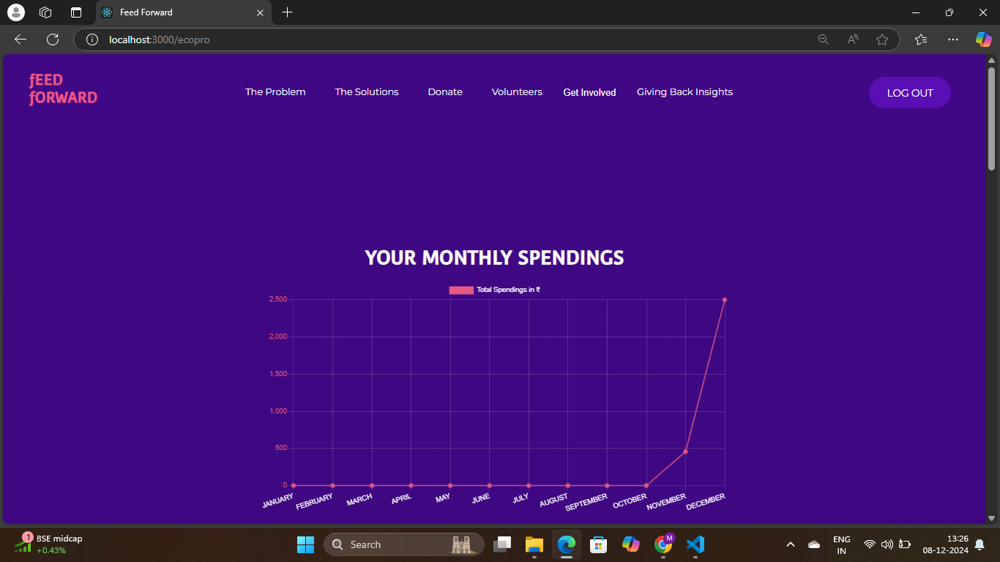 Feed Forward
localhost:3000/ecopro
ƒEED
ƒORWARD
The Problem
The Solutions
Donate
Volunteers
Get Involved
Giving Back Insights
LOG OUT
YOUR MONTHLY SPENDINGS
Total Spendings in ₹
2,500
2,000
1,500
1,000
500
0
JANUARY
FEBRUARY
MARCH
APRIL
MAY
JUNE
JULY
AUGUST
SEPTEMBER
OCTOBER
NOVEMBER
DECEMBER
1
BSE midcap
+0.43%
Search
M
ENG
IN
13:26
08-12-2024